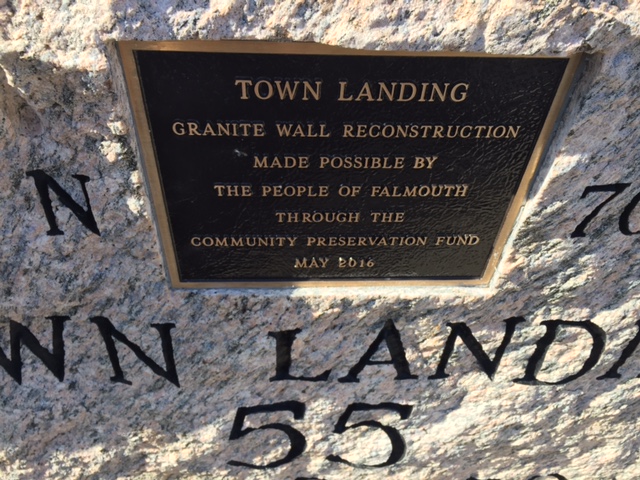 TOWN LANDING
GRANITE WALL RECONSTRUCTION
MADE POSSIBLE BY
THE PEOPLE OF FALMOUTH
THROUGH THE
COMMUNITY PRESERVATION FUND
MAY 2016
N
WN LAND
55